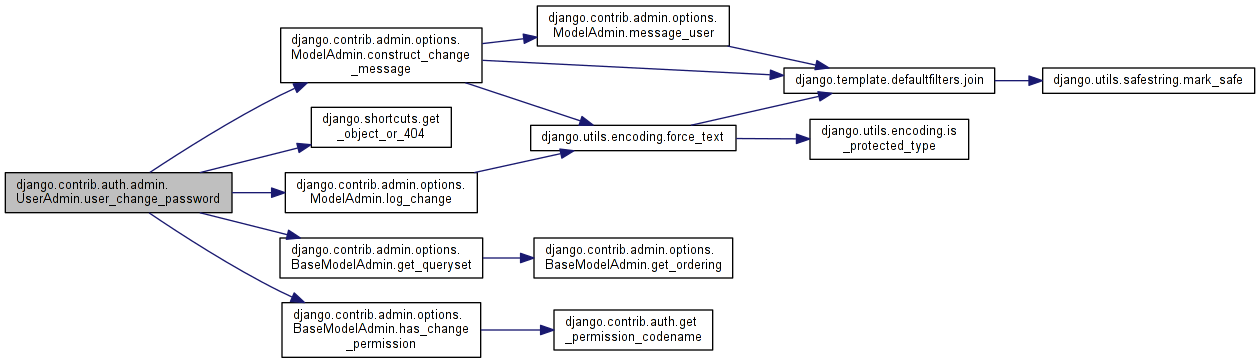 django.contrib.auth.admin.
UserAdmin.user_change_password
django.contrib.admin.options.
ModelAdmin.construct_change
_message
django.shortcuts.get
_object_or_404
django.contrib.admin.options.
ModelAdmin.log_change
django.contrib.admin.options.
BaseModelAdmin.get_queryset
django.contrib.admin.options.
BaseModelAdmin.has_change
_permission
django.contrib.admin.options.
ModelAdmin.message_user
django.utils.encoding.force_text
django.contrib.admin.options.
BaseModelAdmin.get_ordering
django.contrib.auth.get
_permission_codename
django.template.defaultfilters.join
django.utils.encoding.is
_protected_type
django.utils.safestring.mark_safe